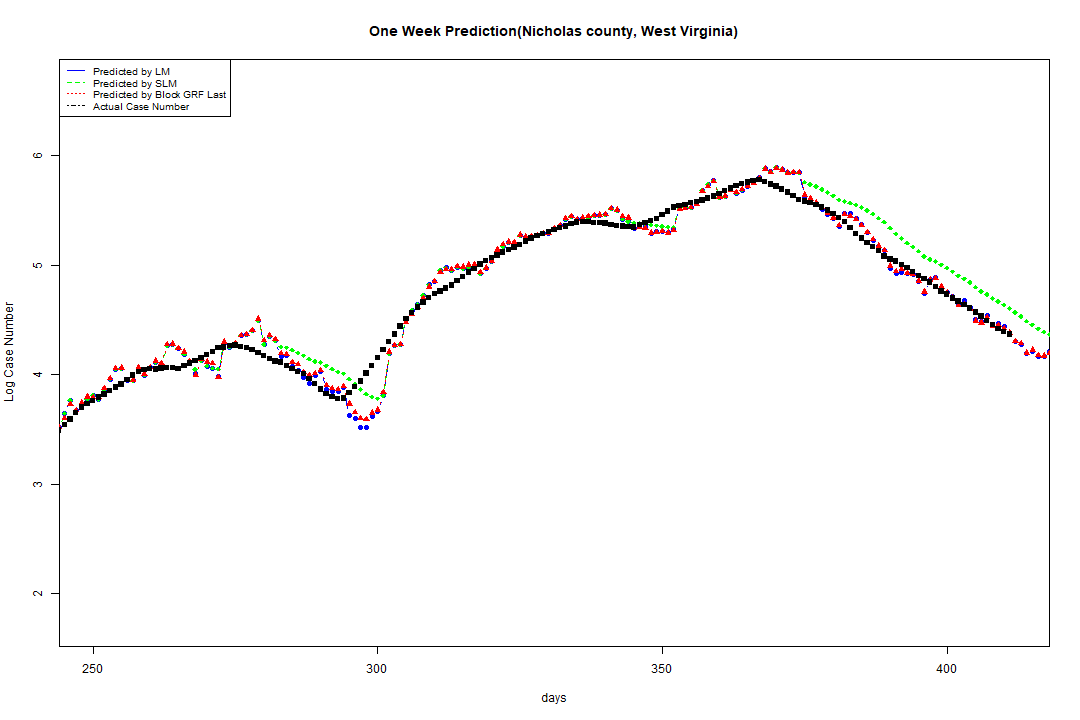 One Week Prediction(Nicholas county, West Virginia)
Predicted by LM
Predicted by SLM
Predicted by Block GRF Last
Actual Case Number
Log Case Number
6
5
4
3
2
250 300 350 400
days